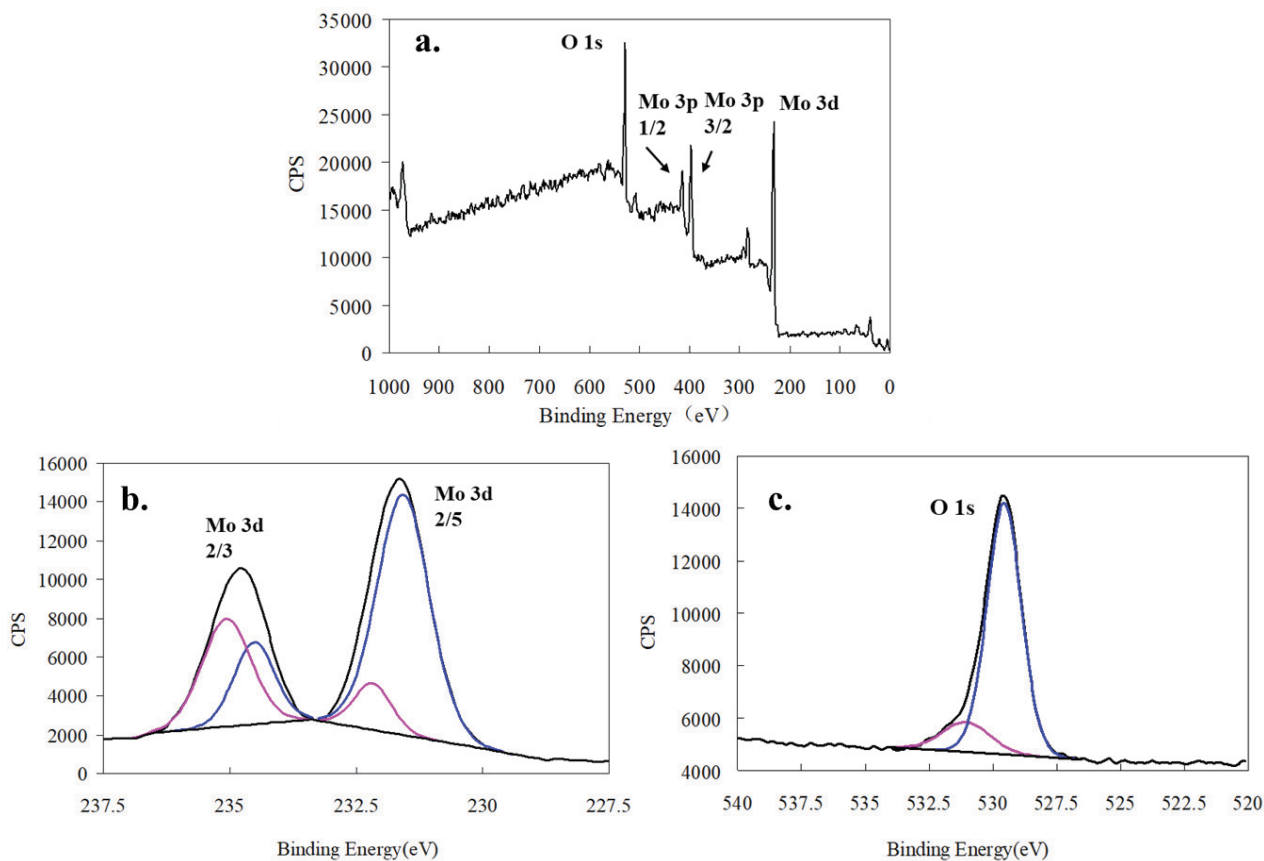 a.
35000
30000
25000
20000
15000
10000
5000
0
CPS
O 1s
Mo 3p
1/2
Mo 3p
3/2
Mo 3d
1000 900 800 700 600 500 400 300 200 100 0
Binding Energy（eV）
b.
16000
14000
12000
10000
8000
6000
4000
2000
0
CPS
Mo 3d
2/3
Mo 3d
2/5
237.5 235 232.5 230 227.5
Binding Energy(eV)
c.
16000
14000
12000
10000
8000
6000
4000
CPS
O 1s
540 537.5 535 532.5 530 527.5 525 522.5 520
Binding Energy(eV)